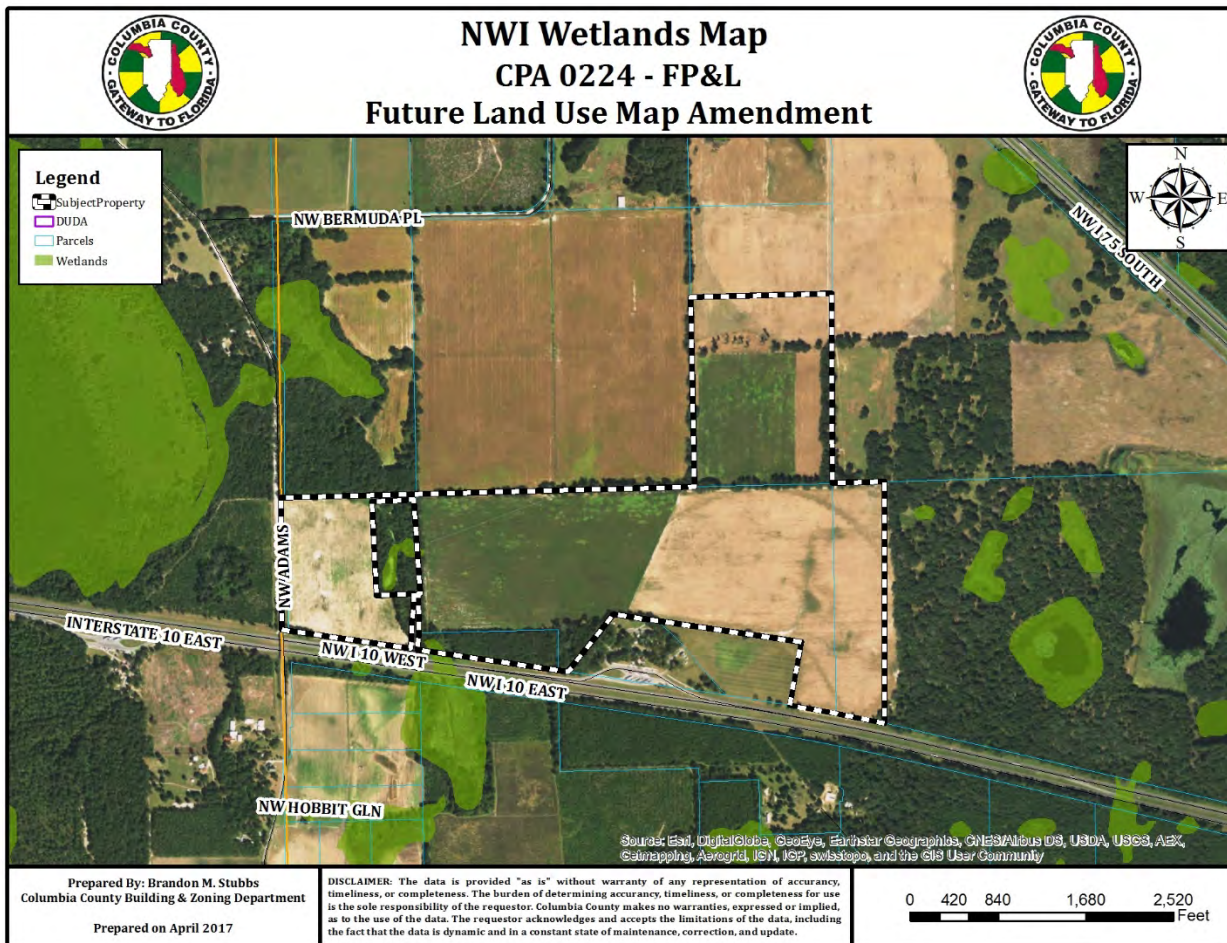 NWI Wetlands Map
CPA 0224 - FP&L
Future Land Use Map Amendment
· COLUMBIA COUNTY ·
GATEWAY TO FLORIDA
· COLUMBIA COUNTY ·
GATEWAY TO FLORIDA
Legend
SubjectProperty
DUDA
Parcels
Wetlands
N
W
E
S
NW BERMUDA PL
NW I 75 SOUTH
NW ADAMS
INTERSTATE 10 EAST
NW I 10 WEST
NW I 10 EAST
NW HOBBIT GLN
Source: Esri, DigitalGlobe, GeoEye, Earthstar Geographics, CNES/Airbus DS, USDA, USGS, AEX,
Getmapping, Aerogrid, IGN, IGP, swisstopo, and the GIS User Community
Prepared By: Brandon M. Stubbs
Columbia County Building & Zoning Department
Prepared on April 2017
DISCLAIMER: The data is provided "as is" without warranty of any representation of accurancy,
timeliness, or completeness. The burden of determining accurancy, timeliness, or completeness for use
is the sole responsibility of the requestor. Columbia County makes no warranties, expressed or implied,
as to the use of the data. The requestor acknowledges and accepts the limitations of the data, including
the fact that the data is dynamic and in a constant state of maintenance, correction, and update.
0 420 840 1,680 2,520
Feet